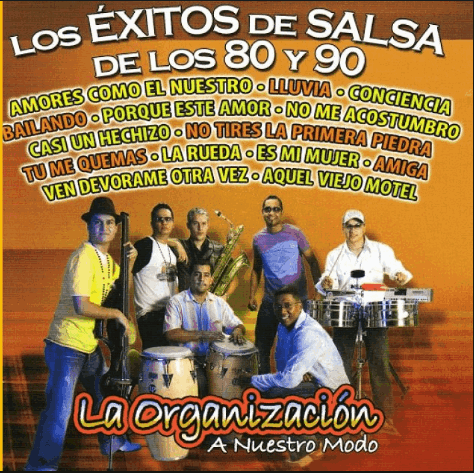 LOS ÉXITOS DE SALSA
DE LOS 80 Y 90
AMORES COMO EL NUESTRO • LLUVIA • CONCIENCIA
BAILANDO • PORQUE ESTE AMOR • NO ME ACOSTUMBRO
CASI UN HECHIZO • NO TIRES LA PRIMERA PIEDRA
TU ME QUEMAS • LA RUEDA • ES MI MUJER • AMIGA
VEN DEVORAME OTRA VEZ • AQUEL VIEJO MOTEL
La Organización
A Nuestro Modo